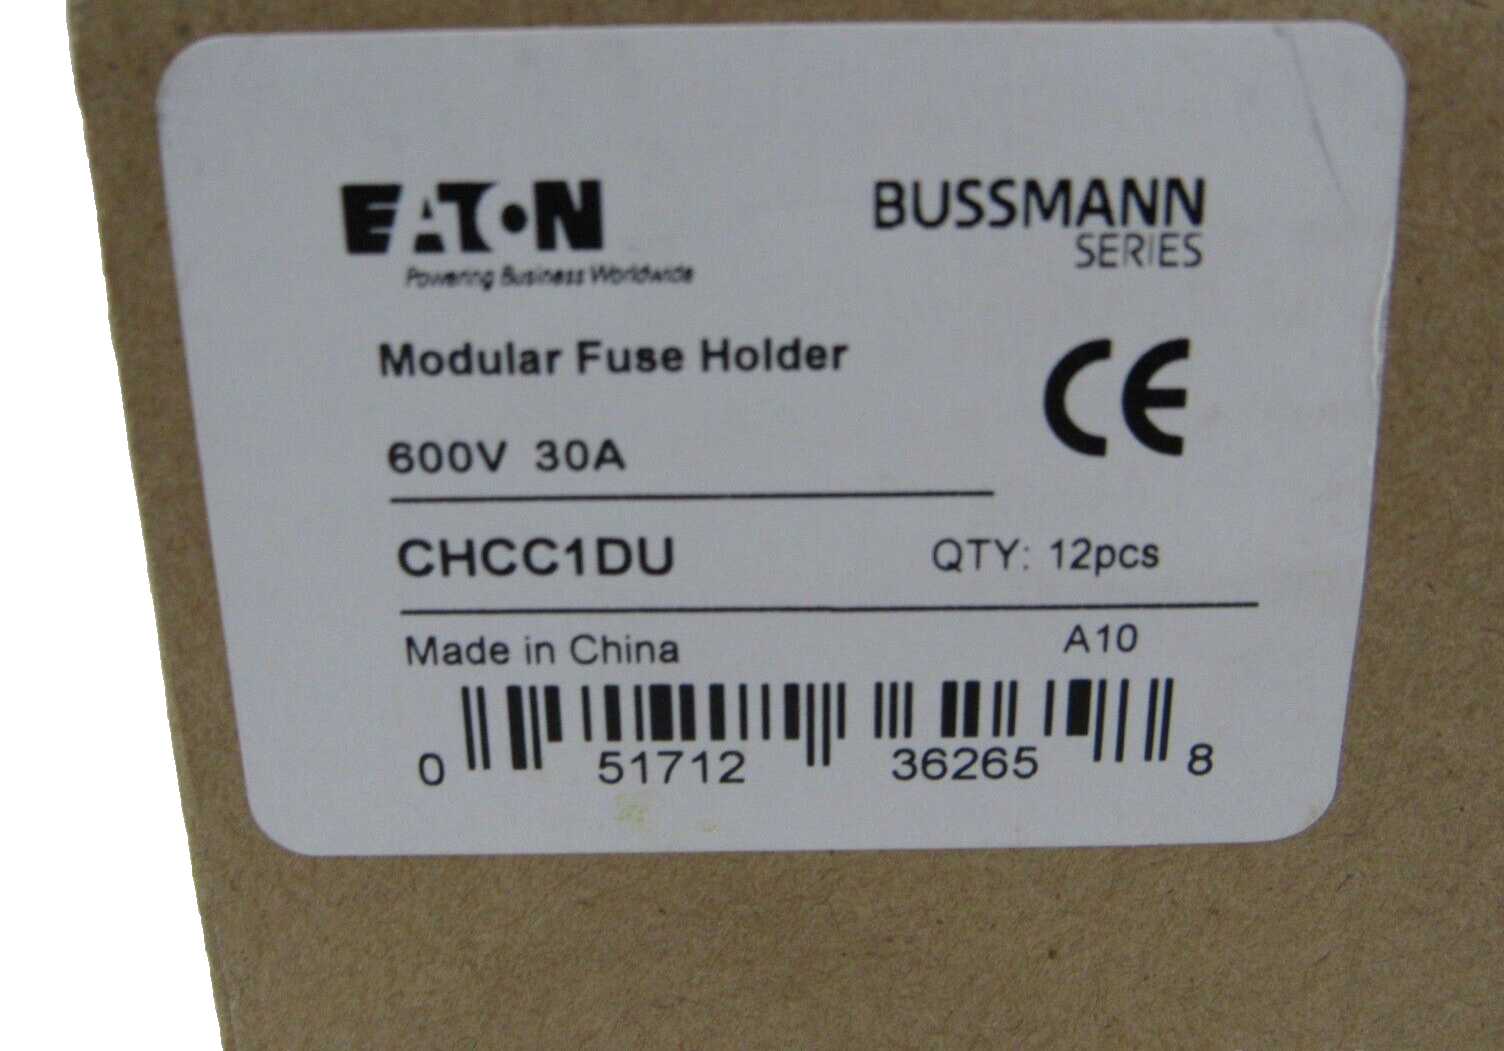 EATON
Powering Business Worldwide
BUSSMANN
SERIES
Modular Fuse Holder
CE
600V 30A
CHCC1DU QTY: 12pcs
Made in China A10
0 51712 36265 8